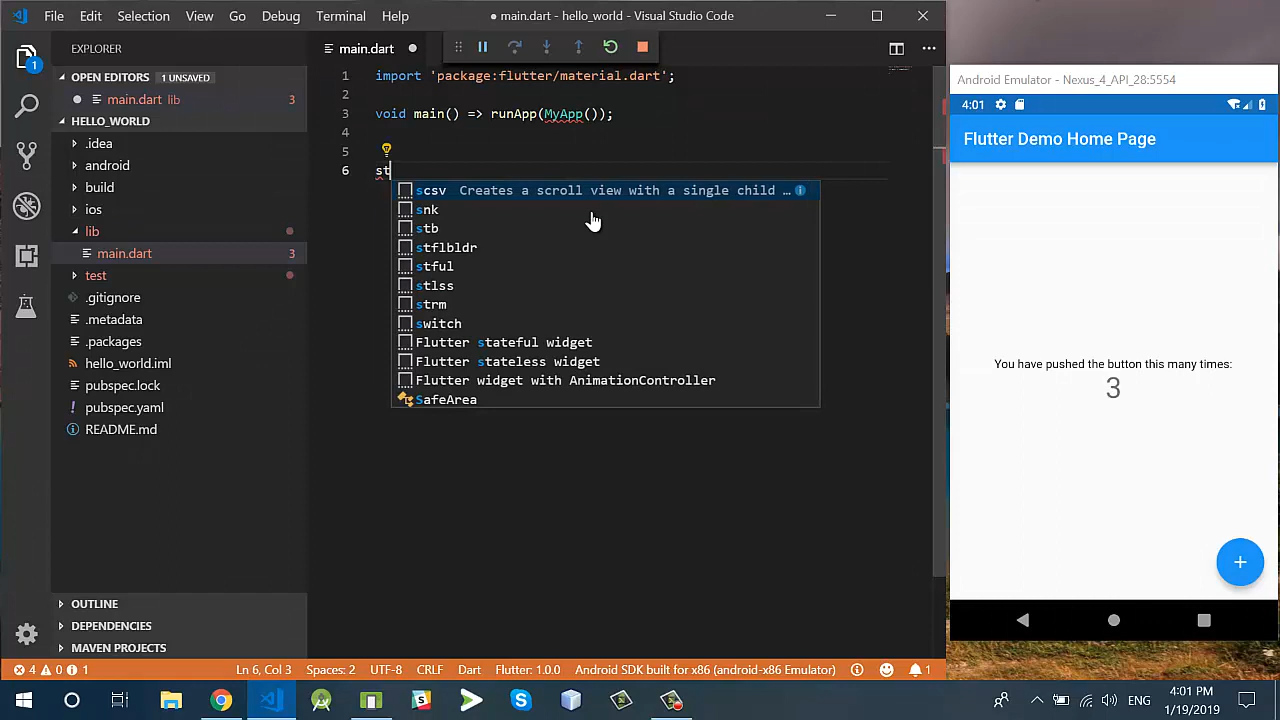 File Edit Selection View Go Debug Terminal Help
● main.dart - hello_world - Visual Studio Code
1
EXPLORER
OPEN EDITORS 1 UNSAVED
main.dart lib 3
HELLO_WORLD
.idea
android
build
ios
lib
main.dart 3
test
.gitignore
.metadata
.packages
hello_world.iml
pubspec.lock
pubspec.yaml
README.md
OUTLINE
DEPENDENCIES
MAVEN PROJECTS
main.dart
1 import 'package:flutter/material.dart';
2
3 void main() => runApp(MyApp());
4
5
6 st
scsv Creates a scroll view with a single child …
snk
stb
stflbldr
stful
stlss
strm
switch
Flutter stateful widget
Flutter stateless widget
Flutter widget with AnimationController
SafeArea
4 0 1 Ln 6, Col 3 Spaces: 2 UTF-8 CRLF Dart Flutter: 1.0.0 Android SDK built for x86 (android-x86 Emulator) 1
Android Emulator - Nexus_4_API_28:5554
4:01
Flutter Demo Home Page
You have pushed the button this many times:
3
+
ENG
4:01 PM
1/19/2019